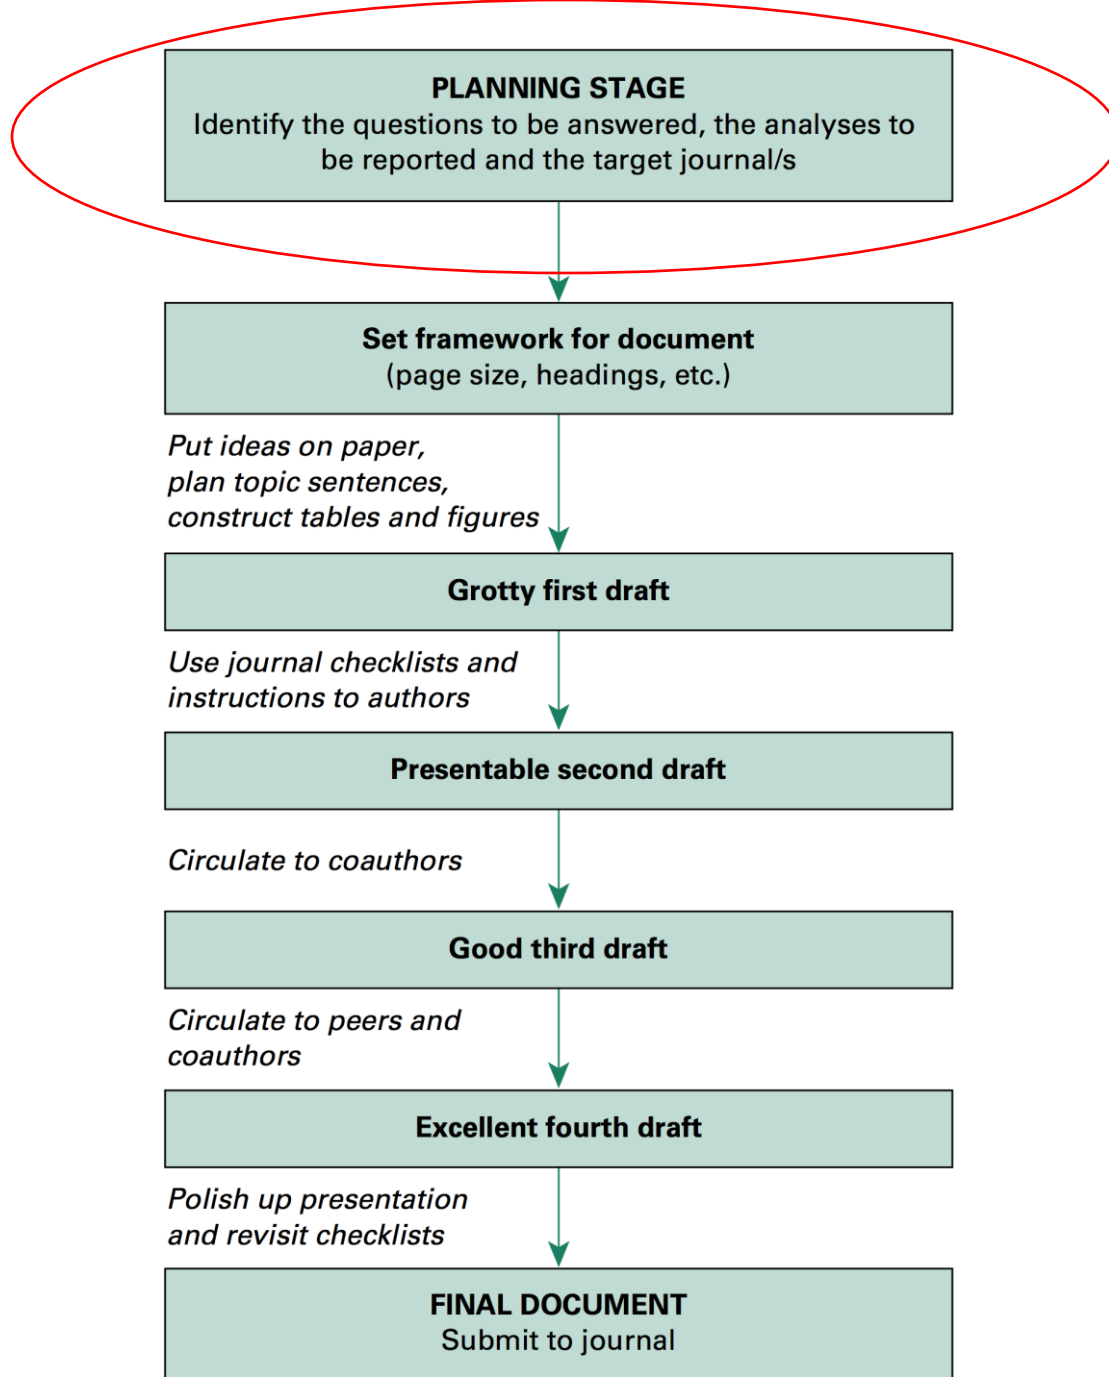 PLANNING STAGE
Identify the questions to be answered, the analyses to
be reported and the target journal/s
Set framework for document
(page size, headings, etc.)
Put ideas on paper,
plan topic sentences,
construct tables and figures
Grotty first draft
Use journal checklists and
instructions to authors
Presentable second draft
Circulate to coauthors
Good third draft
Circulate to peers and
coauthors
Excellent fourth draft
Polish up presentation
and revisit checklists
FINAL DOCUMENT
Submit to journal